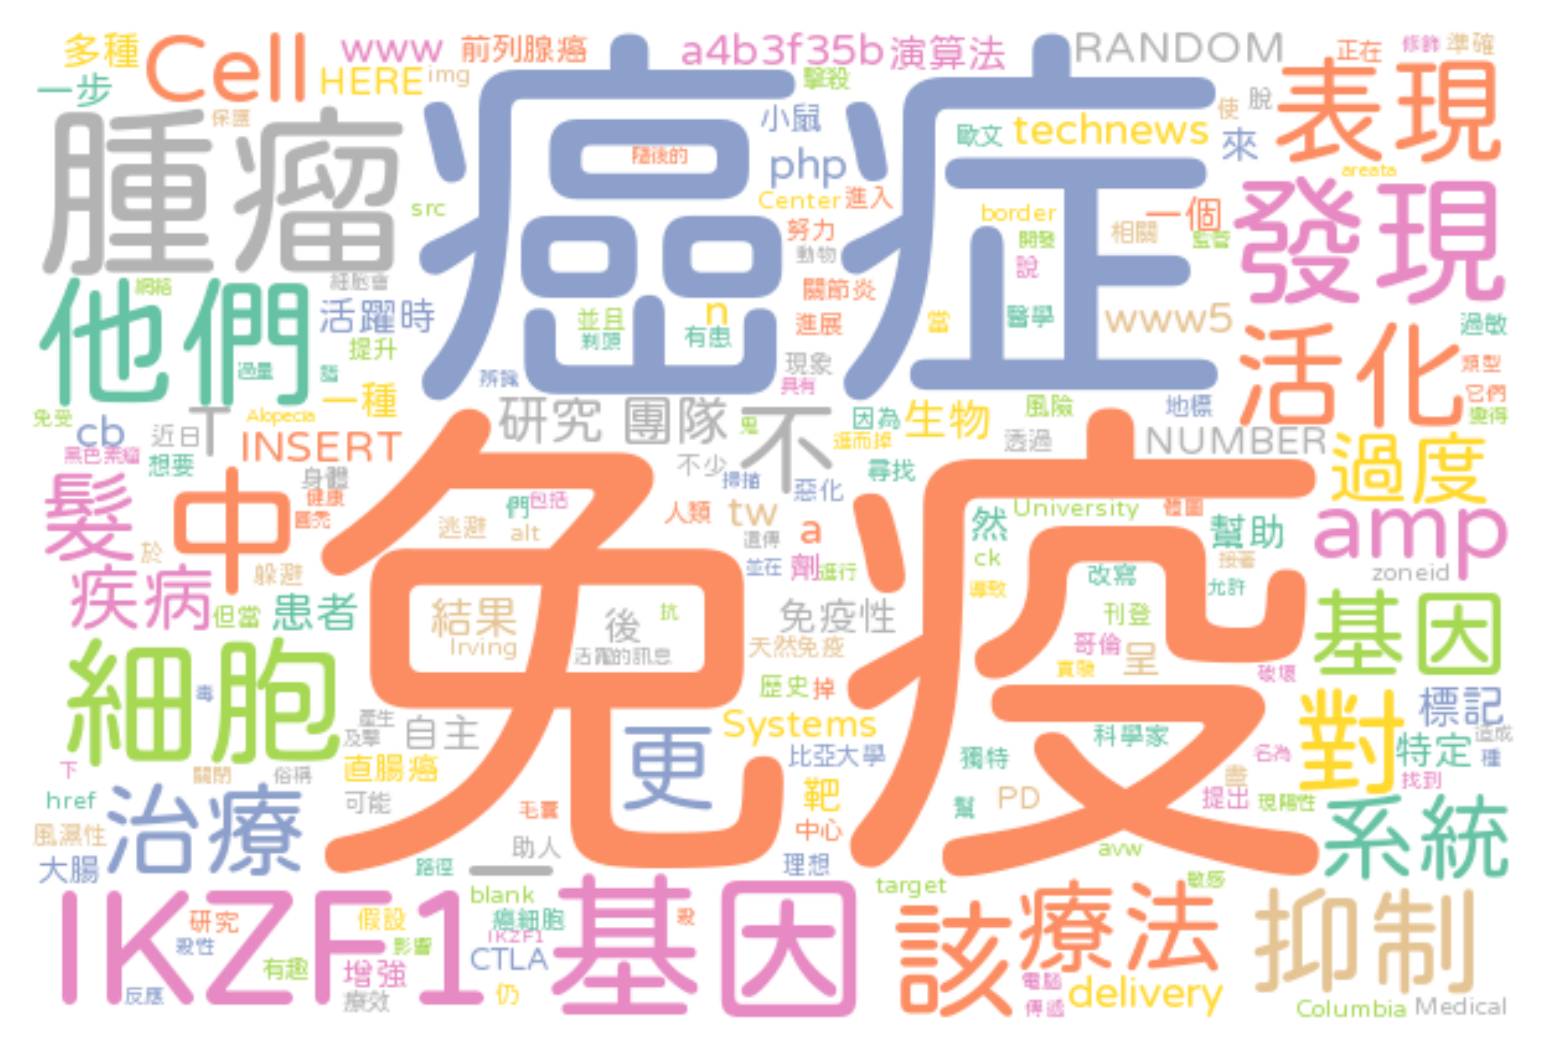 多種
Cell
www
前列腺癌
a4b3f35b
演算法
RANDOM
正在
修飾
準確
一步
HERE
img
擊殺
表現
腫瘤
保護
癌症
小鼠
歐文
technews
使
脫
來
隨後的
php
areata
src
Center
進入
border
一個
發現
努力
開發
相關
監管
動物
說
細胞會
網絡
關節炎
他們
活躍時
並且
n
有患
進展
當
醫學
www5
過敏
剃頭
提升
過量
現象
活化
類型
辨識
具有
它們
一種
免受
Alopecia
研究
團隊
不
因為
生物
風險
地標
變得
cb
近日
T
INSERT
鬼
進而掉
透過
NUMBER
過度
黑色素瘤
想要
身體
不少
掃描
尋找
惡化
髮
中
健康
免疫
們
包括
人類
tw
a
然
University
幫助
amp
逃避
alt
遺傳
ck
於
躲避
並在
劑
進行
改寫
接著
zoneid
疾病
但當
患者
導致
允許
結果
後
抗
免疫性
刊登
基因
Irving
活躍的訊息
天然免疫
哥倫
呈
細胞
毒
歷史
掉
破壞
對
標記
產生
自主
更
Systems
科學家
造成
及擊
比亞大學
獨特
名為
特定
種
下
關閉
俗稱
直腸癌
找到
href
治療
可能
毛囊
靶
幫
PD
提出
現陽性
系統
風濕性
中心
助人
avw
大腸
路徑
一
理想
敏感
IKZF1
blank
基因
target
該
療法
抑制
研究
假設
癌細胞
殺
殺性
影響
IKZF1
CTLA
有趣
增強
電腦
delivery
反應
療效
仍
傳遞
Columbia
Medical